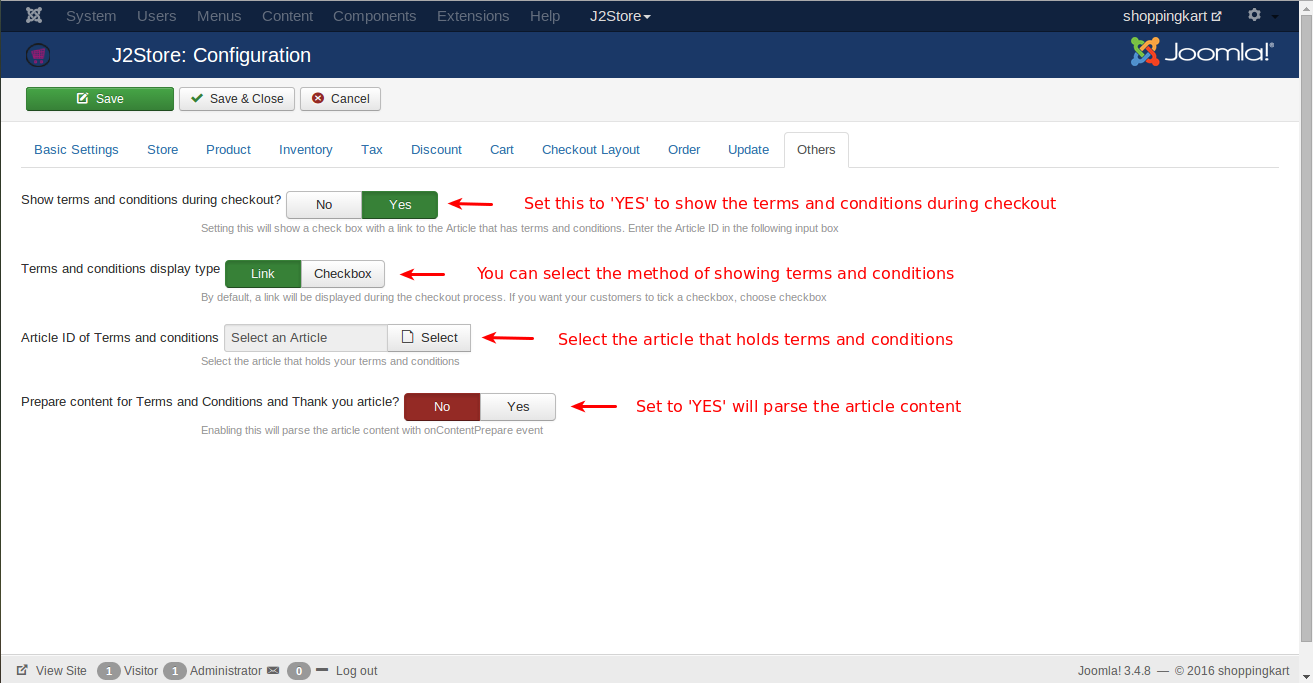 System Users Menus Content Components Extensions Help J2Store shoppingkart
J2Store: Configuration Joomla!®
Save Save & Close Cancel
Basic Settings Store Product Inventory Tax Discount Cart Checkout Layout Order Update Others
Show terms and conditions during checkout? No Yes Set this to 'YES' to show the terms and conditions during checkout
Setting this will show a check box with a link to the Article that has terms and conditions. Enter the Article ID in the following input box
Terms and conditions display type Link Checkbox You can select the method of showing terms and conditions
By default, a link will be displayed during the checkout process. If you want your customers to tick a checkbox, choose checkbox
Article ID of Terms and conditions Select an Article Select Select the article that holds terms and conditions
Select the article that holds your terms and conditions
Prepare content for Terms and Conditions and Thank you article? No Yes Set to 'YES' will parse the article content
Enabling this will parse the article content with onContentPrepare event
View Site 1 Visitor 1 Administrator 0 Log out Joomla! 3.4.8 — © 2016 shoppingkart